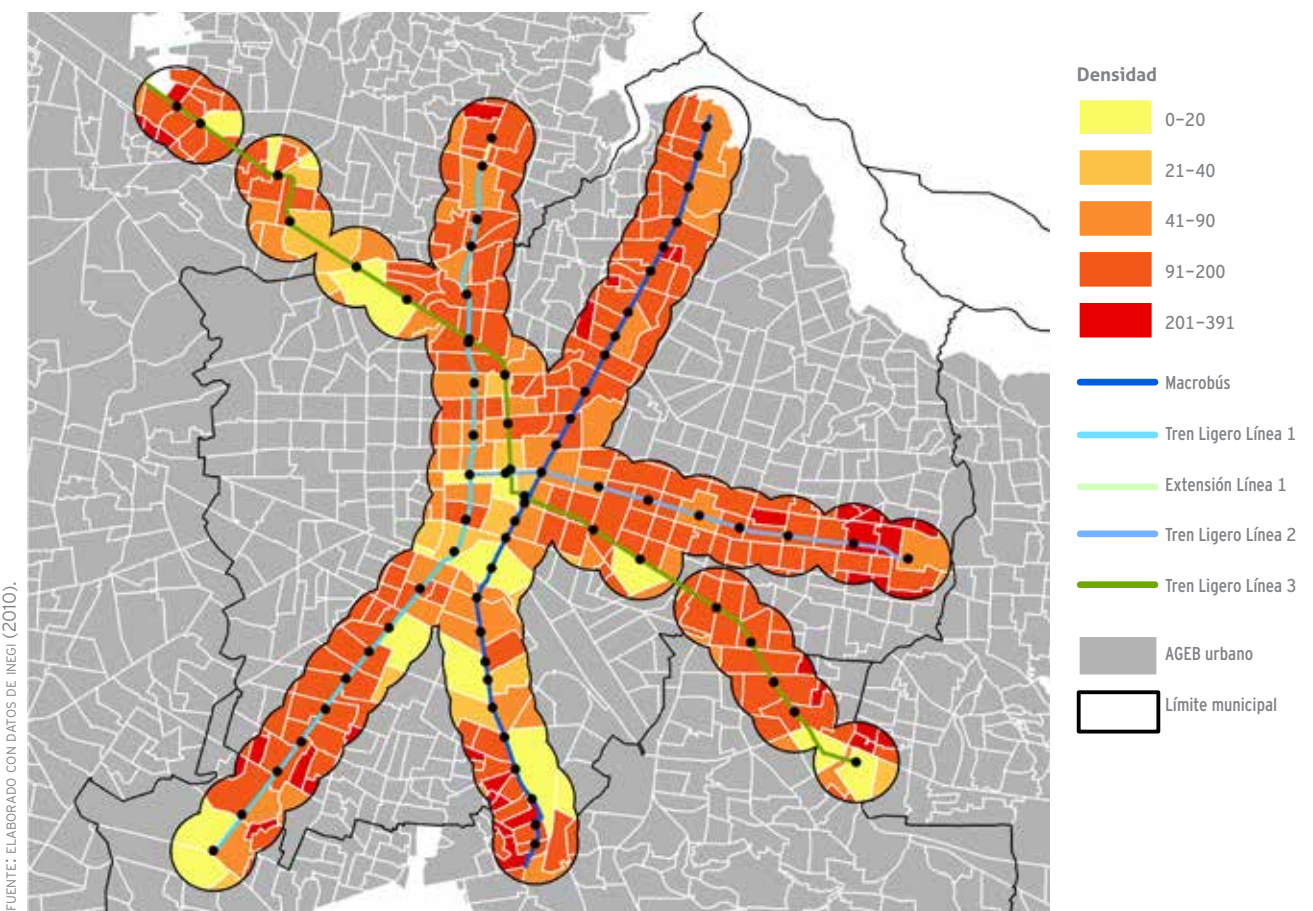 Densidad
0–20
21–40
41–90
91–200
201–391
Macrobús
Tren Ligero Línea 1
Extensión Línea 1
Tren Ligero Línea 2
Tren Ligero Línea 3
AGEB urbano
Límite municipal
FUENTE: ELABORADO CON DATOS DE INEGI (2010).